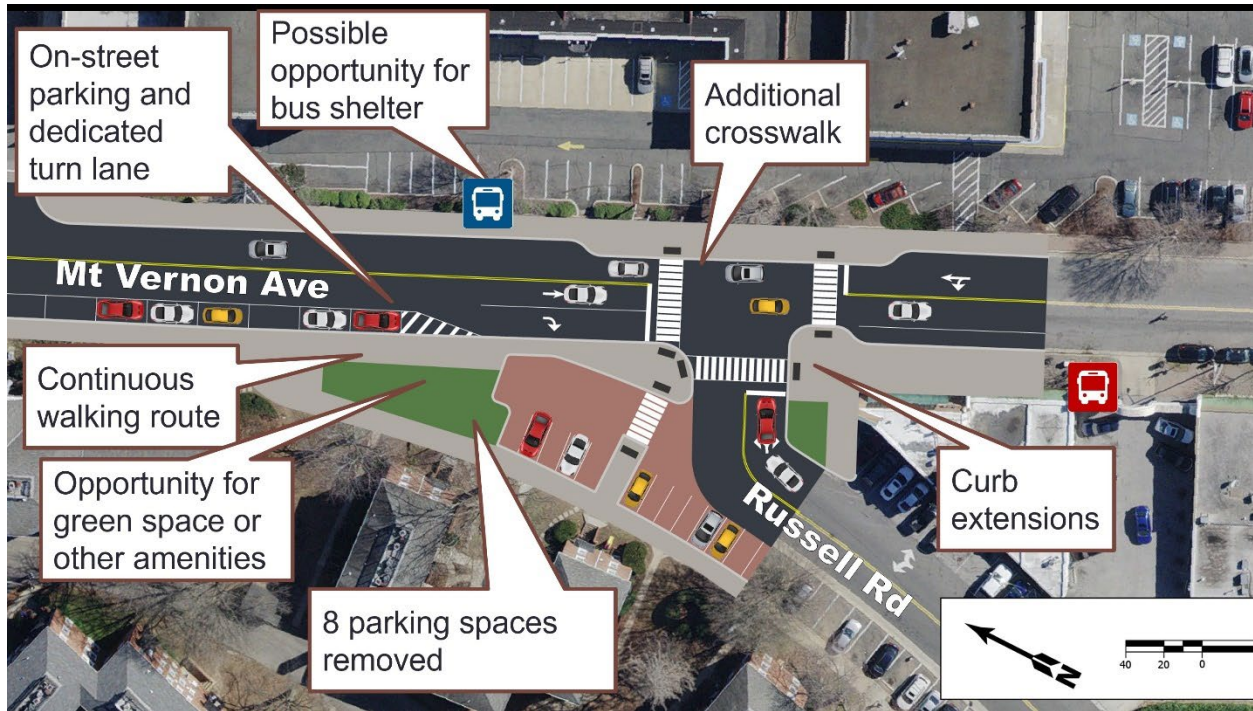 On-street
parking and
dedicated
turn lane
Possible
opportunity for
bus shelter
Additional
crosswalk
Mt Vernon Ave
Continuous
walking route
Opportunity for
green space or
other amenities
8 parking spaces
removed
Russell Rd
Curb
extensions
N
40 20 0